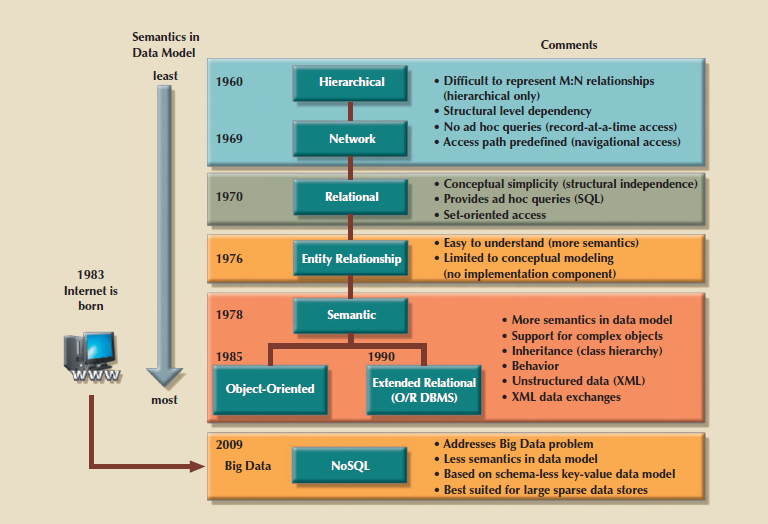 Semantics in
Data Model
least
Comments
1960
Hierarchical
• Difficult to represent M:N relationships
(hierarchical only)
• Structural level dependency
• No ad hoc queries (record-at-a-time access)
• Access path predefined (navigational access)
1969
Network
1970
Relational
• Conceptual simplicity (structural independence)
• Provides ad hoc queries (SQL)
• Set-oriented access
1976
Entity Relationship
• Easy to understand (more semantics)
• Limited to conceptual modeling
(no implementation component)
1983
Internet is
born
WWW
1978
Semantic
• More semantics in data model
• Support for complex objects
• Inheritance (class hierarchy)
• Behavior
• Unstructured data (XML)
• XML data exchanges
1985
Object-Oriented
1990
Extended Relational
(O/R DBMS)
most
2009
Big Data
NoSQL
• Addresses Big Data problem
• Less semantics in data model
• Based on schema-less key-value data model
• Best suited for large sparse data stores